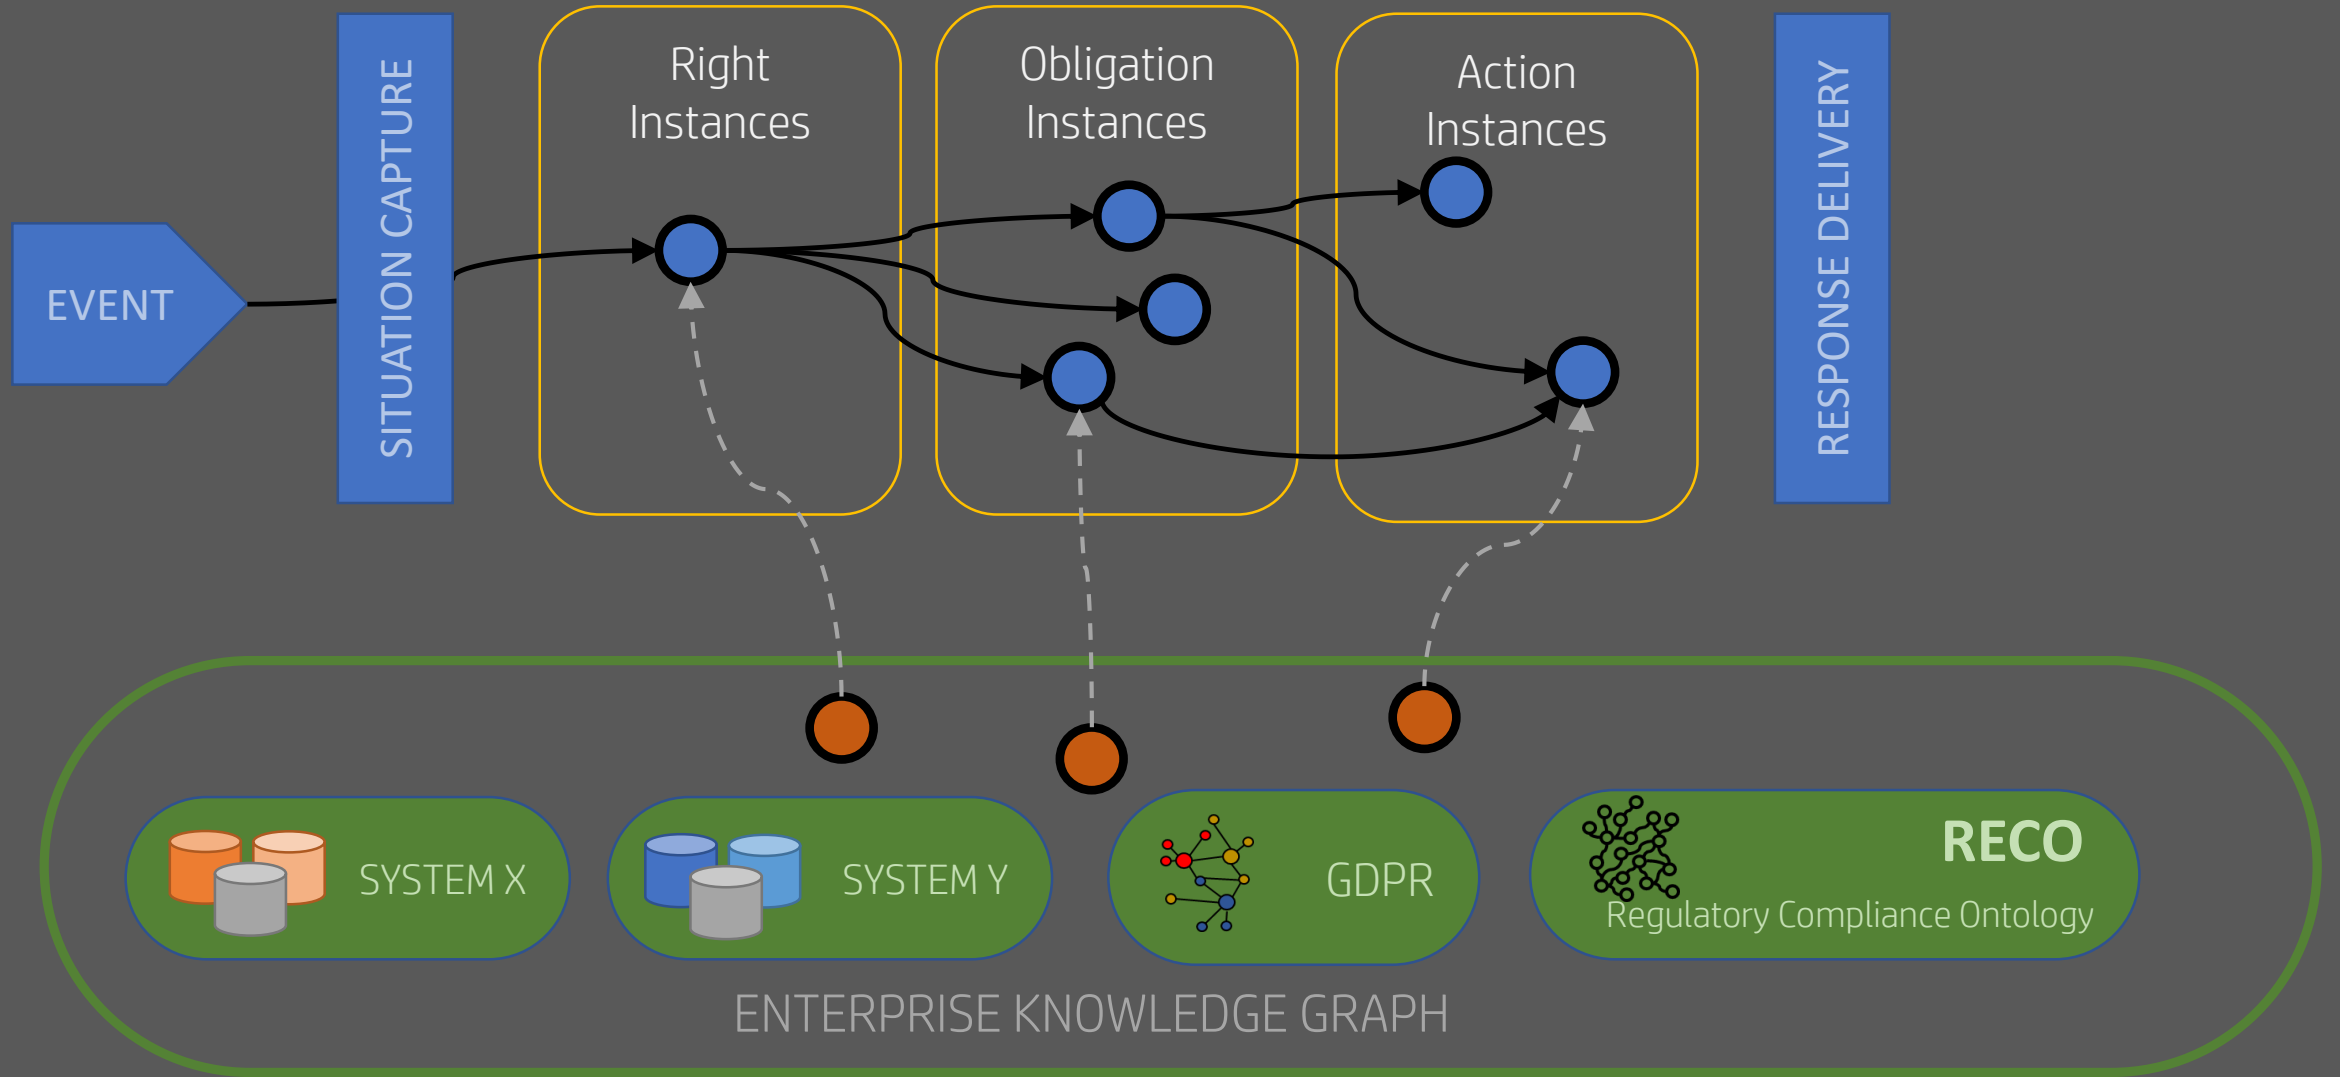 EVENT
SITUATION CAPTURE
Right
Instances
Obligation
Instances
Action
Instances
RESPONSE DELIVERY
SYSTEM X
SYSTEM Y
GDPR
RECO
Regulatory Compliance Ontology
ENTERPRISE KNOWLEDGE GRAPH